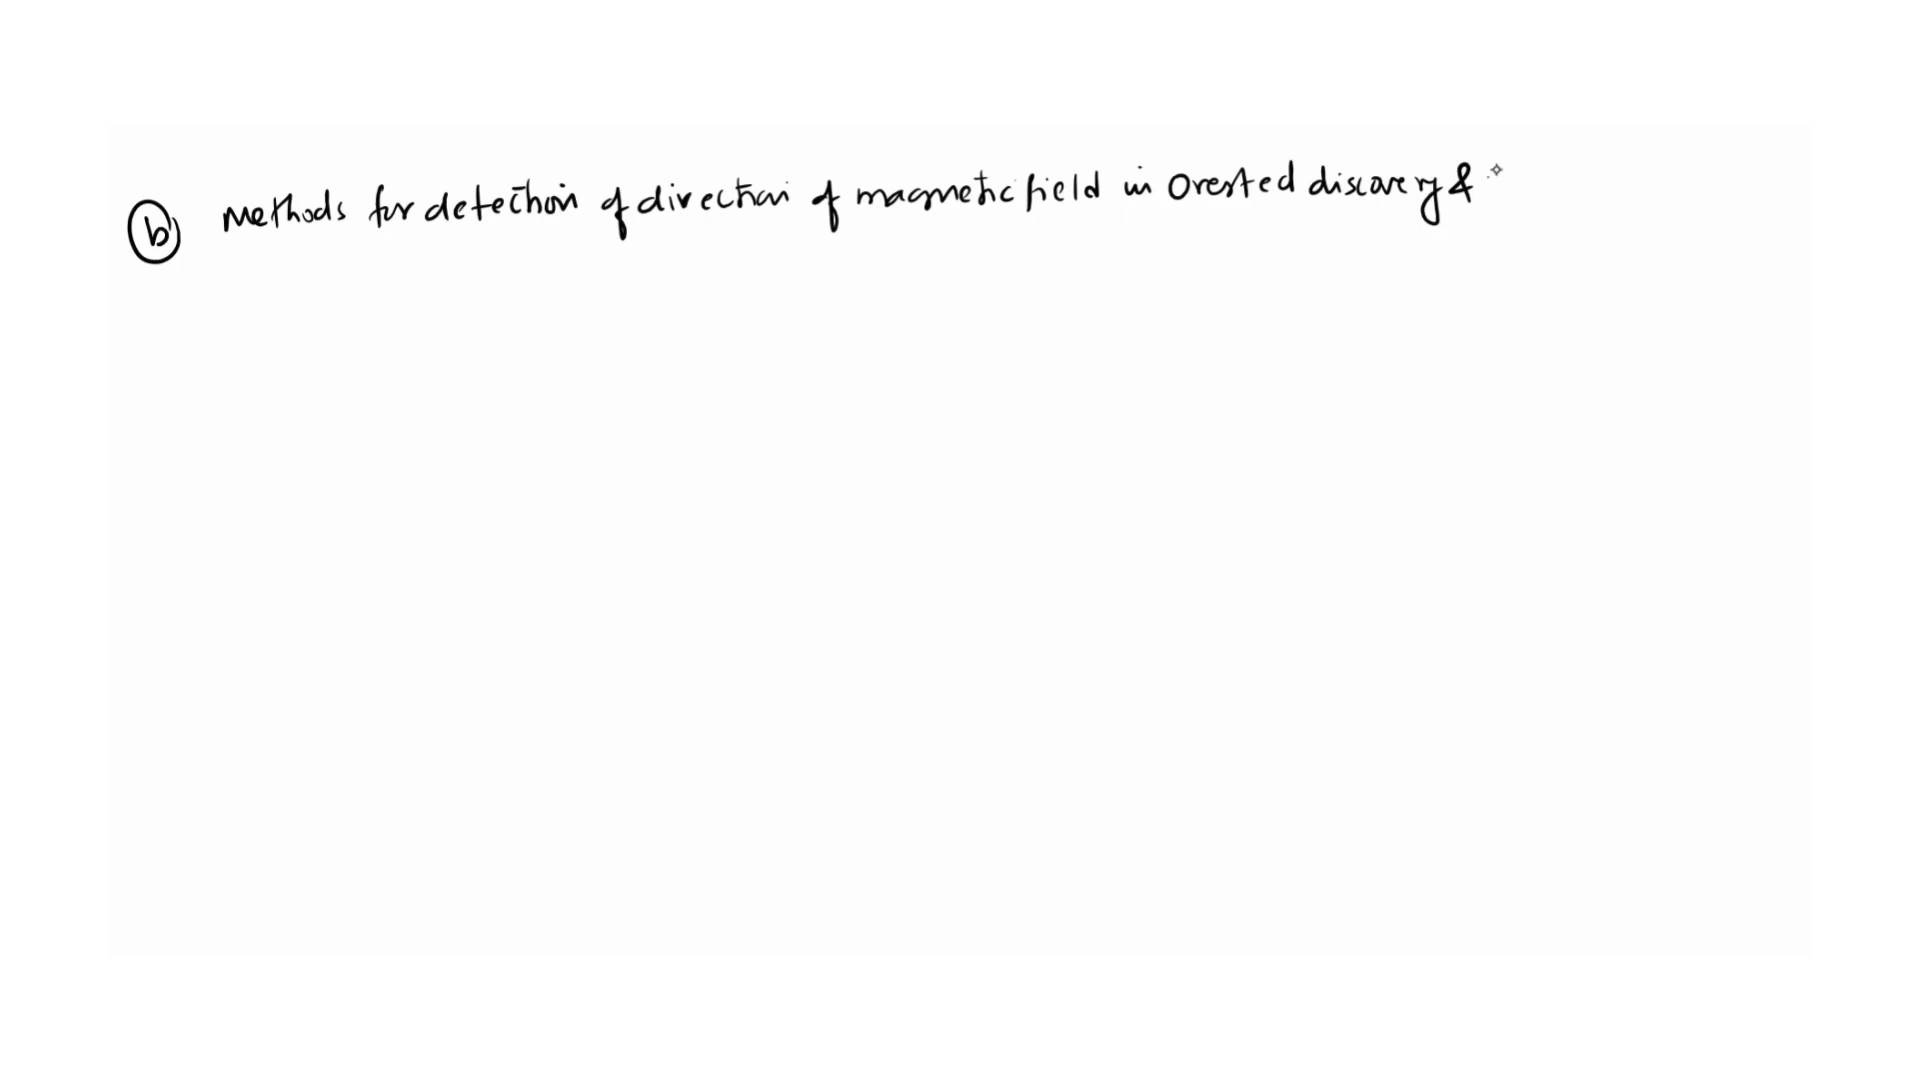 b methods for detection of direction of magnetic field in Orested discovery &